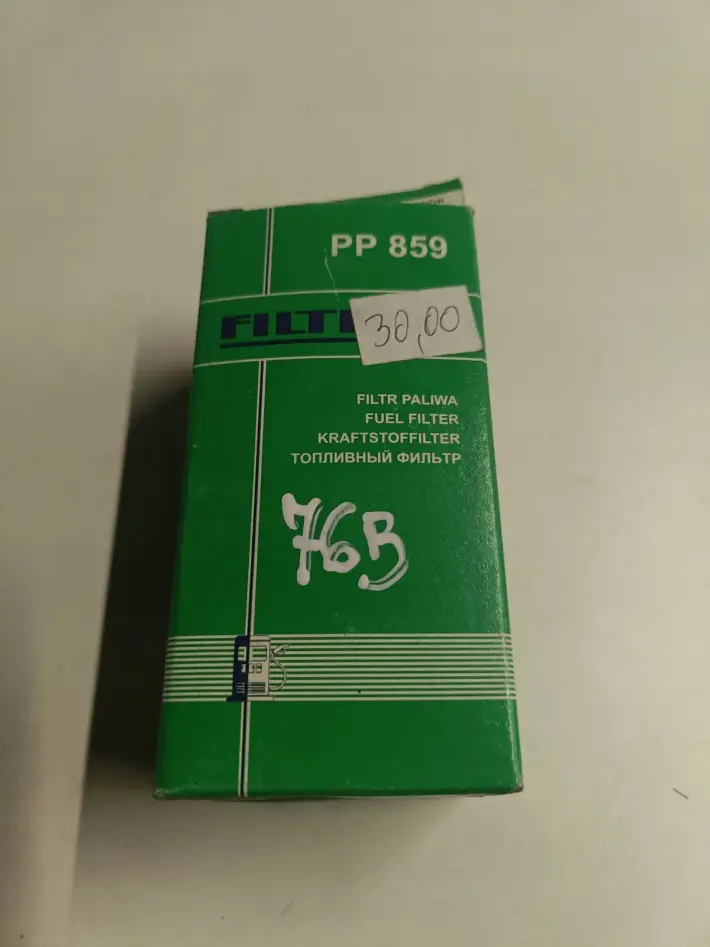 PP 859
30,00
FILTR PALIWA
FUEL FILTER
KRAFTSTOFFILTER
ТОПЛИВНЫЙ ФИЛЬТР
76B